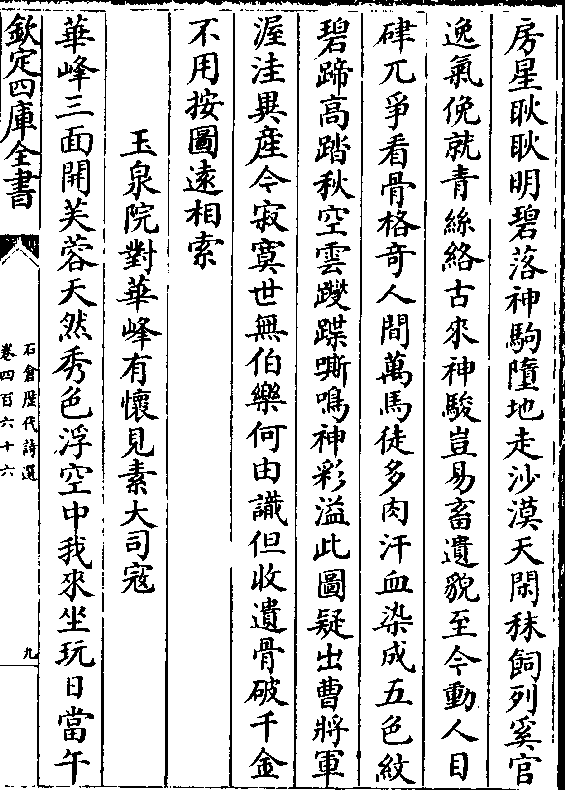 房星耿耿明碧落神駒墮地走沙漠天閑秣飼列奚官
逸氣俛就青絲絡古來神駿豈易畜遺貌至今動人目
硉兀爭看骨格奇人間萬馬徒多肉汗血染成五色紋
碧蹄高踏秋空雲躞蹀嘶鳴神彩溢此圖疑出曹將軍
渥洼異産今寂寞世無伯樂何由識但收遺骨破千金
不用按圖遠相索
玉泉院對華峰有懷見素大司寇
華峰三面開芙蓉天然秀色浮空中我來坐玩日當午
欽定四庫全書
石倉歷代詩選
卷四百六十六
九